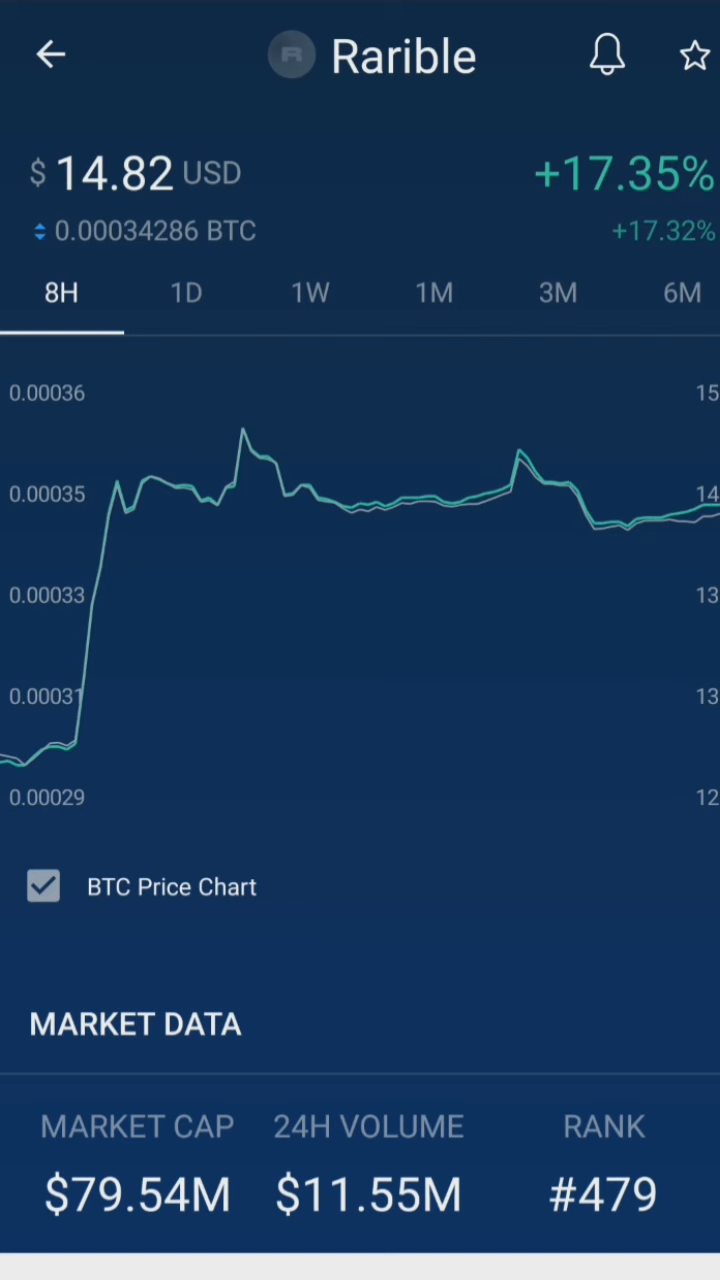 Rarible
$ 14.82 USD +17.35%
0.00034286 BTC +17.32%
8H 1D 1W 1M 3M 6M
0.00036 15
0.00035 14
0.00033 13
0.00031 13
0.00029 12
BTC Price Chart
MARKET DATA
MARKET CAP 24H VOLUME RANK
$79.54M $11.55M #479